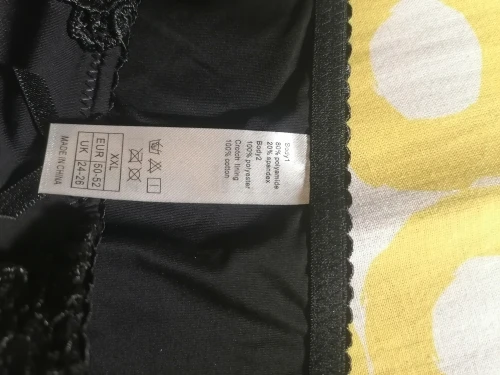 Body1
80% polyamide
20% spandex
Body2
100% polyester
Crotch lining
100% cotton
XXL
EUR 50-52
UK 24-26
MADE IN CHINA